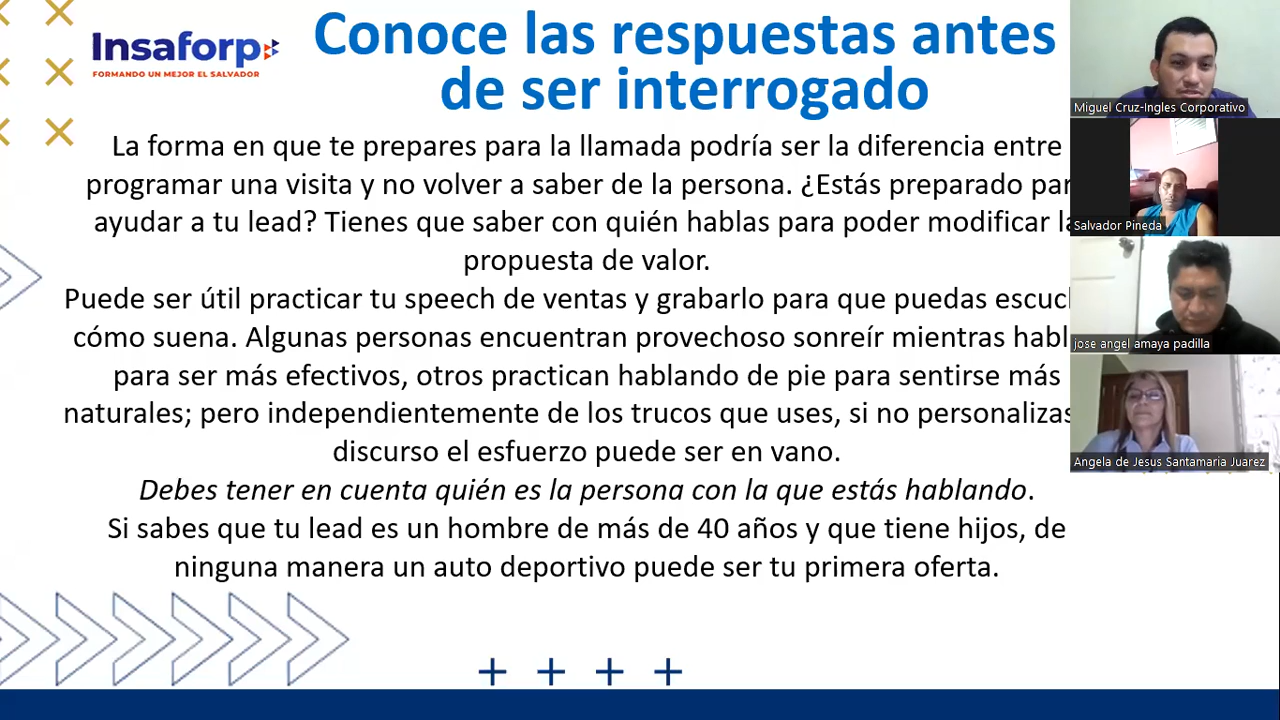 Insaforp
FORMANDO UN MEJOR EL SALVADOR
Conoce las respuestas antes
de ser interrogado
La forma en que te prepares para la llamada podría ser la diferencia entre
programar una visita y no volver a saber de la persona. ¿Estás preparado par
ayudar a tu lead? Tienes que saber con quién hablas para poder modificar la
propuesta de valor.
Puede ser útil practicar tu speech de ventas y grabarlo para que puedas escuc
cómo suena. Algunas personas encuentran provechoso sonreír mientras habl
para ser más efectivos, otros practican hablando de pie para sentirse más
naturales; pero independientemente de los trucos que uses, si no personalizas
discurso el esfuerzo puede ser en vano.
Debes tener en cuenta quién es la persona con la que estás hablando.
Si sabes que tu lead es un hombre de más de 40 años y que tiene hijos, de
ninguna manera un auto deportivo puede ser tu primera oferta.
Miguel Cruz-Ingles Corporativo
Salvador Pineda
jose angel amaya padilla
Angela de Jesus Santamaria Juarez